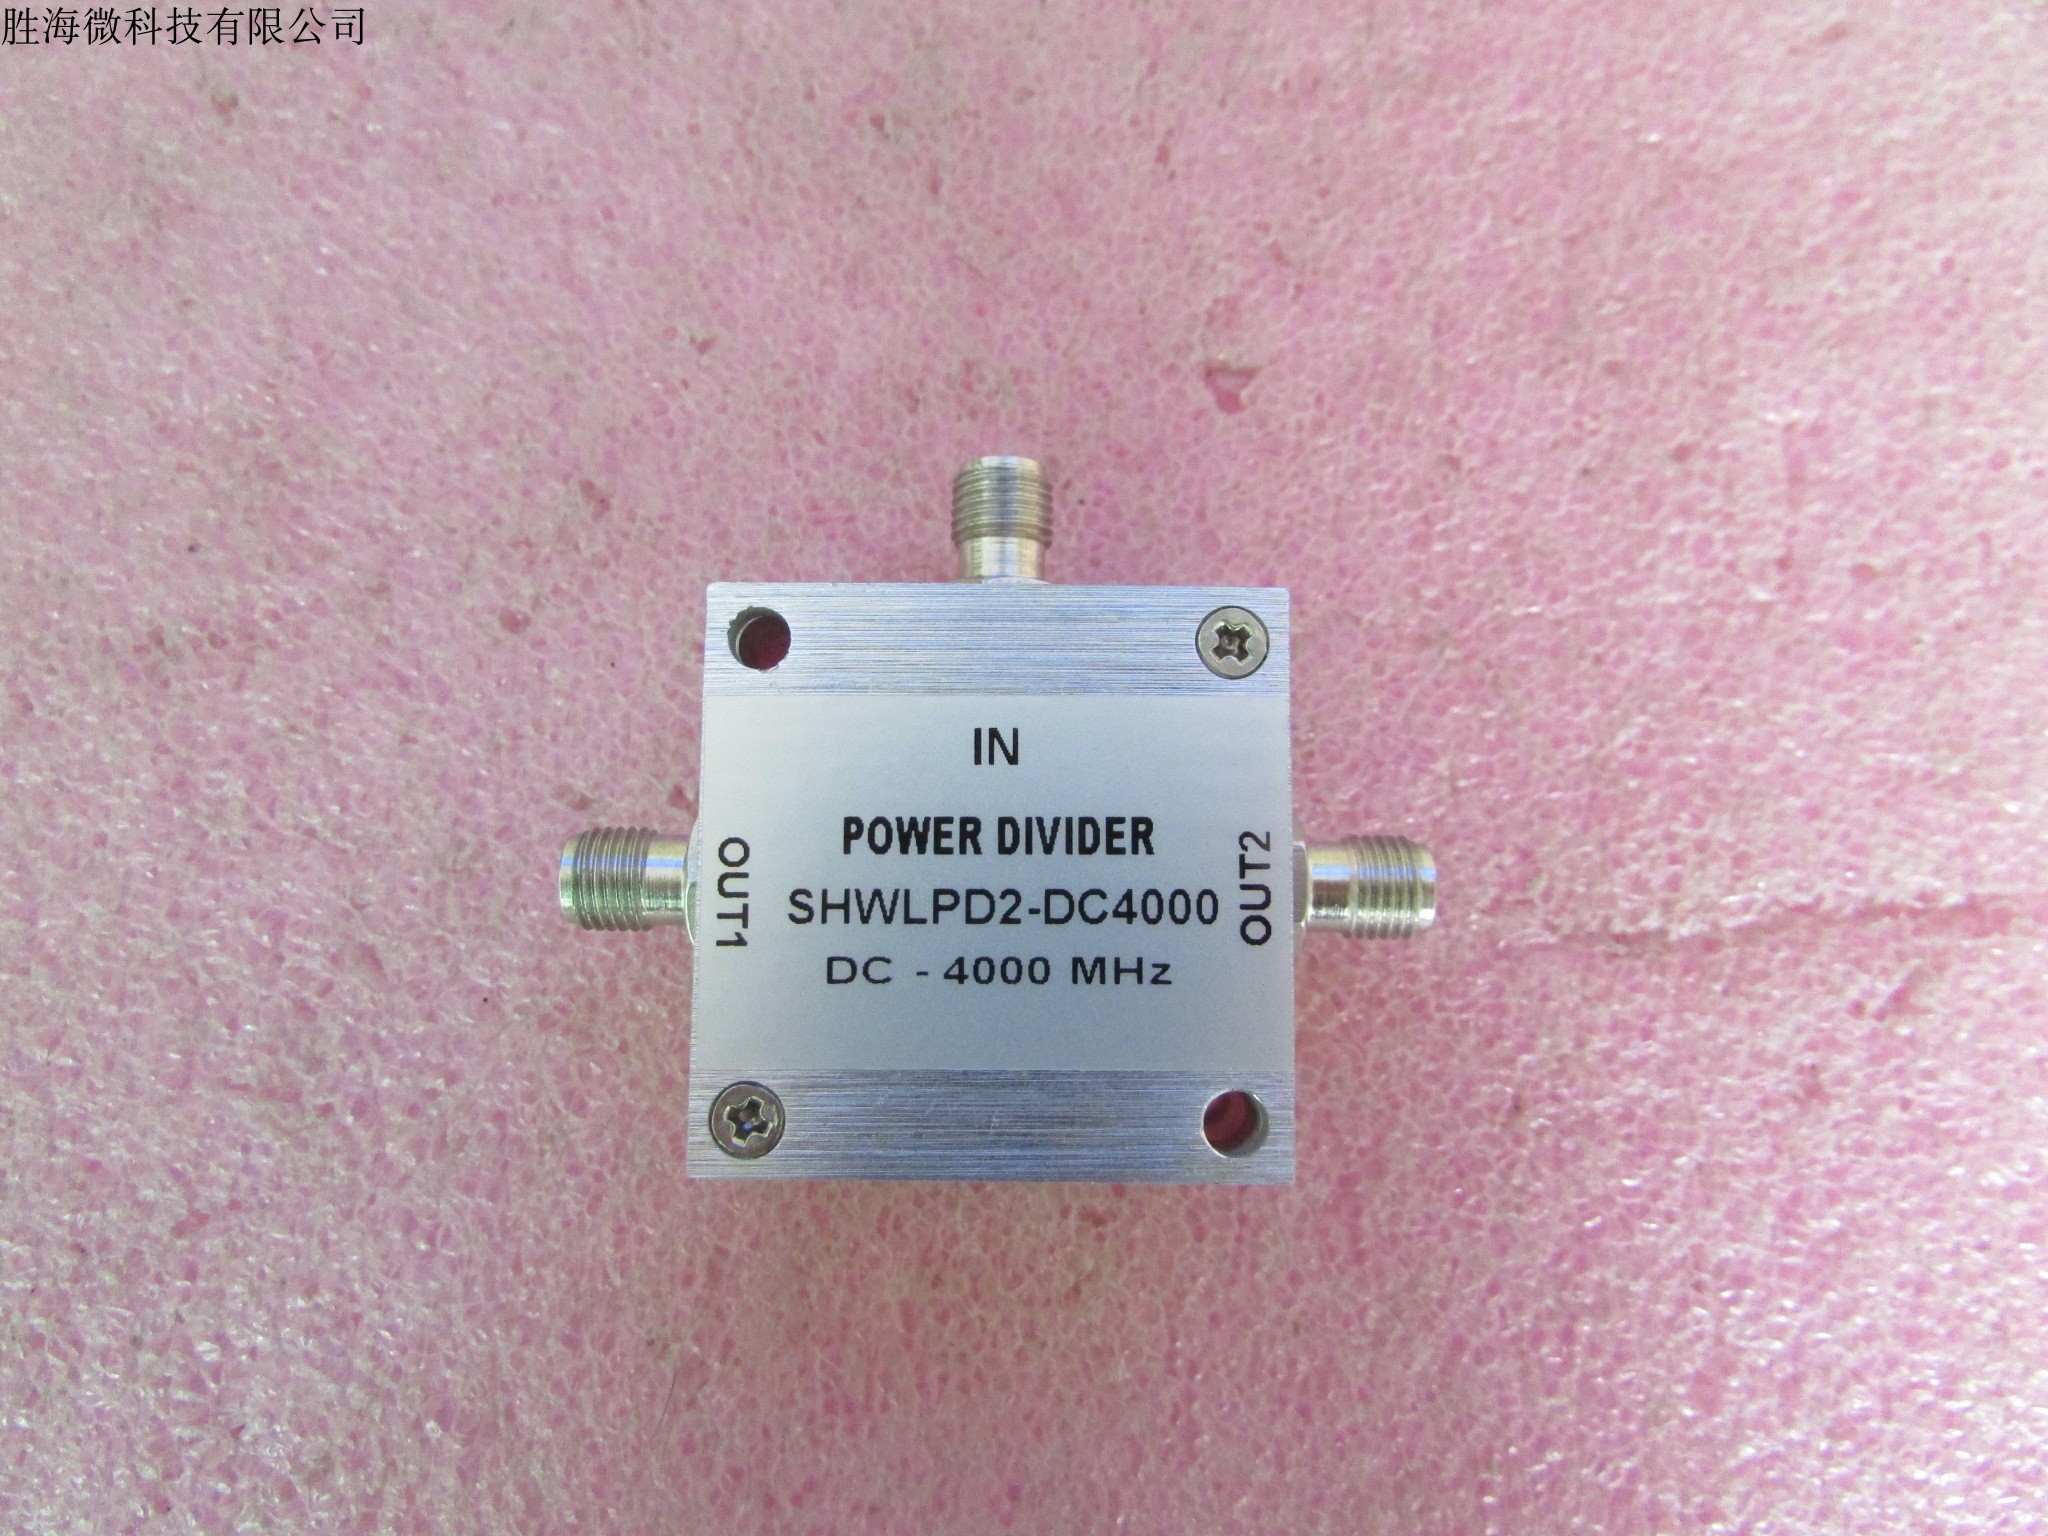 胜海微科技有限公司
IN
POWER DIVIDER
OUT1
SHWLPD2-DC4000
OUT2
DC - 4000 MHz